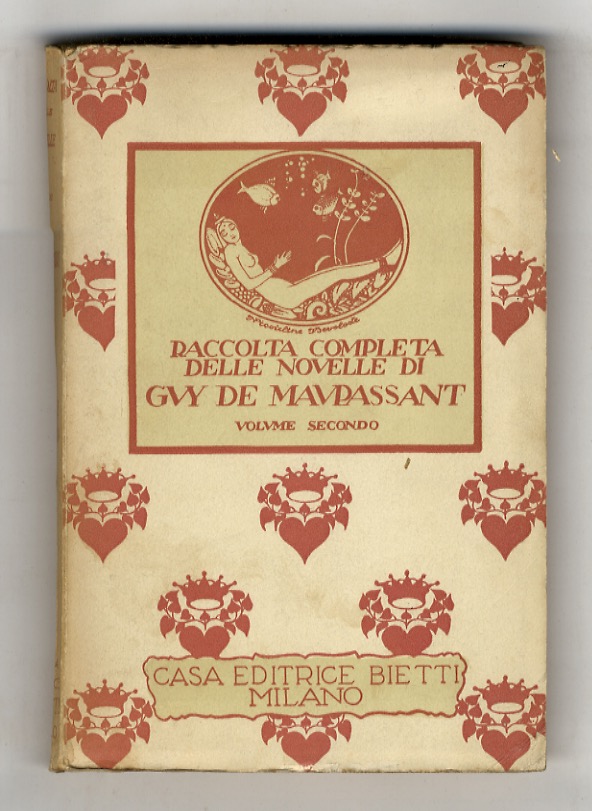 RACCOLTA COMPLETA
DELLE NOVELLE DI
GVY DE MAVPASSANT
VOLVME SECONDO
CASA EDITRICE BIETTI
MILANO